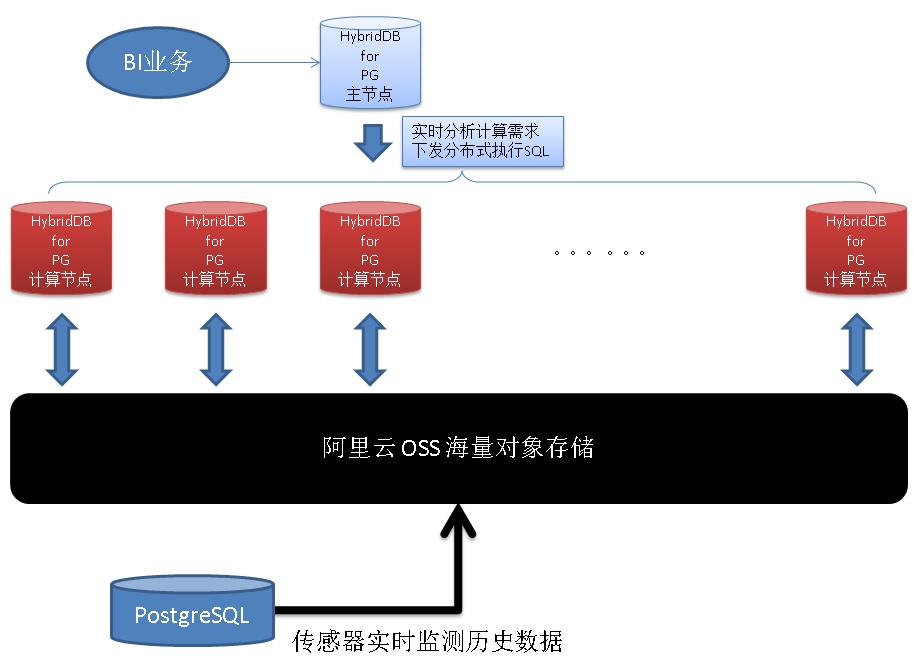 BI业务
HybridDB
for
PG
主节点
实时分析计算需求
下发分布式执行SQL
HybridDB
for
PG
计算节点
HybridDB
for
PG
计算节点
HybridDB
for
PG
计算节点
。。。。。。
HybridDB
for
PG
计算节点
阿里云 OSS 海量对象存储
PostgreSQL
传感器实时监测历史数据